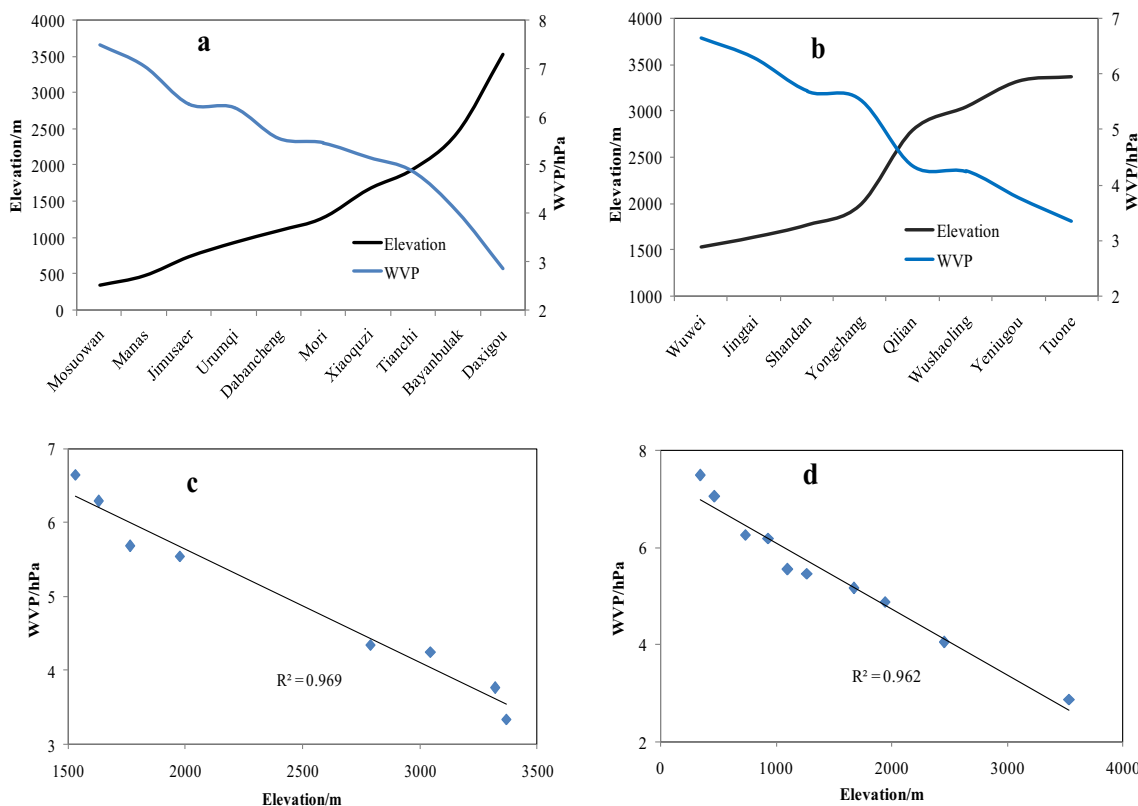 a
4000
3500
3000
2500
2000
1500
1000
500
0
Elevation/m
8
7
6
5
4
3
2
WVP/hPa
Elevation
WVP
Mosuowan
Manas
Jimusaer
Urumqi
Dabancheng
Mori
Xiaoquzi
Tianchi
Bayanbulak
Daxigou
b
4000
3500
3000
2500
2000
1500
1000
Elevation/m
7
6
5
4
3
2
WVP/hPa
Elevation
WVP
Wuwei
Jingtai
Shandan
Yongchang
Qilian
Wushaoling
Yeniugou
Tuone
c
7
6
5
4
3
WVP/hPa
R² = 0.969
1500
2000
2500
3000
3500
Elevation/m
d
8
6
4
2
WVP/hPa
R² = 0.962
0
1000
2000
3000
4000
Elevation/m